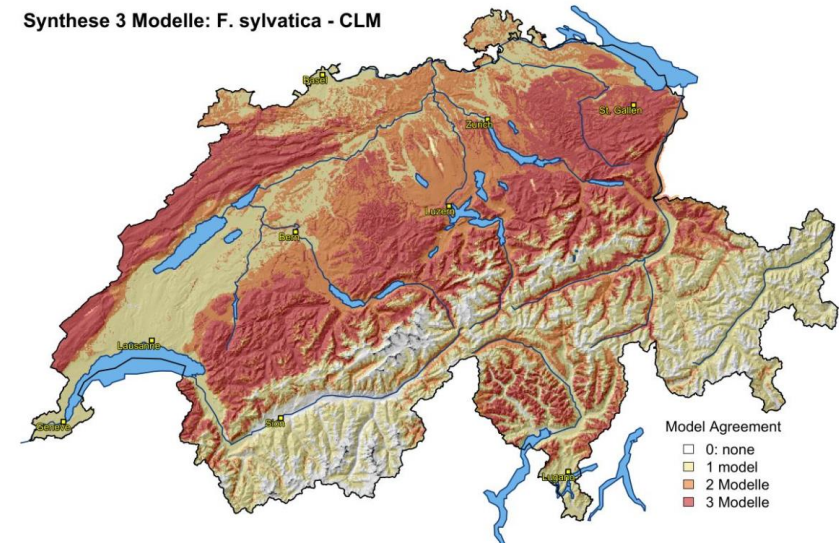 Synthese 3 Modelle: F. sylvatica - CLM
Basel
St. Gallen
Zürich
Luzern
Bern
Lausanne
Genève
Sion
Lugano
Model Agreement
0: none
1 model
2 Modelle
3 Modelle